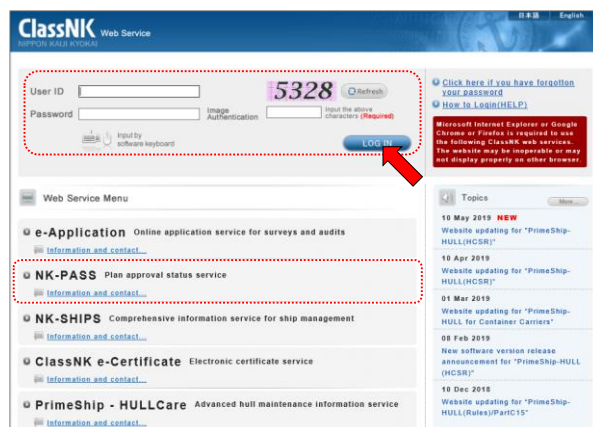 日本語 English
ClassNK Web Service
NIPPON KAIJI KYOKAI
User ID
5328 Refresh
Password
Image Authentication
Input the above characters (Required)
Input by software keyboard
LOG IN
Click here if you have forgotton
your password
How to Login(HELP)
Microsoft Internet Explorer or Google
Chrome or Firefox is required to use
the following ClassNK web services.
The website may be inoperable or may
not display properly on other browser.
Web Service Menu
e-Application Online application service for surveys and audits
Information and contact...
NK-PASS Plan approval status service
Information and contact...
NK-SHIPS Comprehensive information service for ship management
Information and contact...
ClassNK e-Certificate Electronic certificate service
Information and contact...
PrimeShip - HULLCare Advanced hull maintenance information service
Information and contact...
Topics More...
10 May 2019 NEW
Website updating for "PrimeShip-
HULL(HCSR)"
10 Apr 2019
Website updating for "PrimeShip-
HULL(HCSR)"
01 Mar 2019
Website updating for "PrimeShip-
HULL for Container Carriers"
08 Feb 2019
New software version release
announcement for "PrimeShip-HULL
(HCSR)"
10 Dec 2018
Website updating for "PrimeShip-
HULL(Rules)/PartC15"